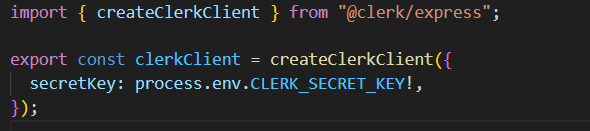 import { createClerkClient } from "@clerk/express";
export const clerkClient = createClerkClient({
  secretKey: process.env.CLERK_SECRET_KEY!,
});